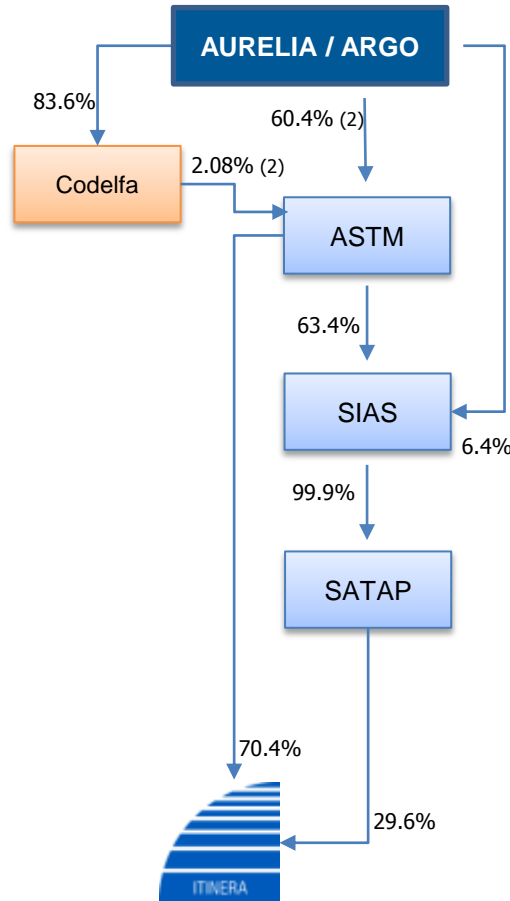 AURELIA / ARGO
83.6%
60.4% (2)
Codelfa
2.08% (2)
ASTM
63.4%
SIAS
6.4%
99.9%
SATAP
70.4%
29.6%
ITINERA